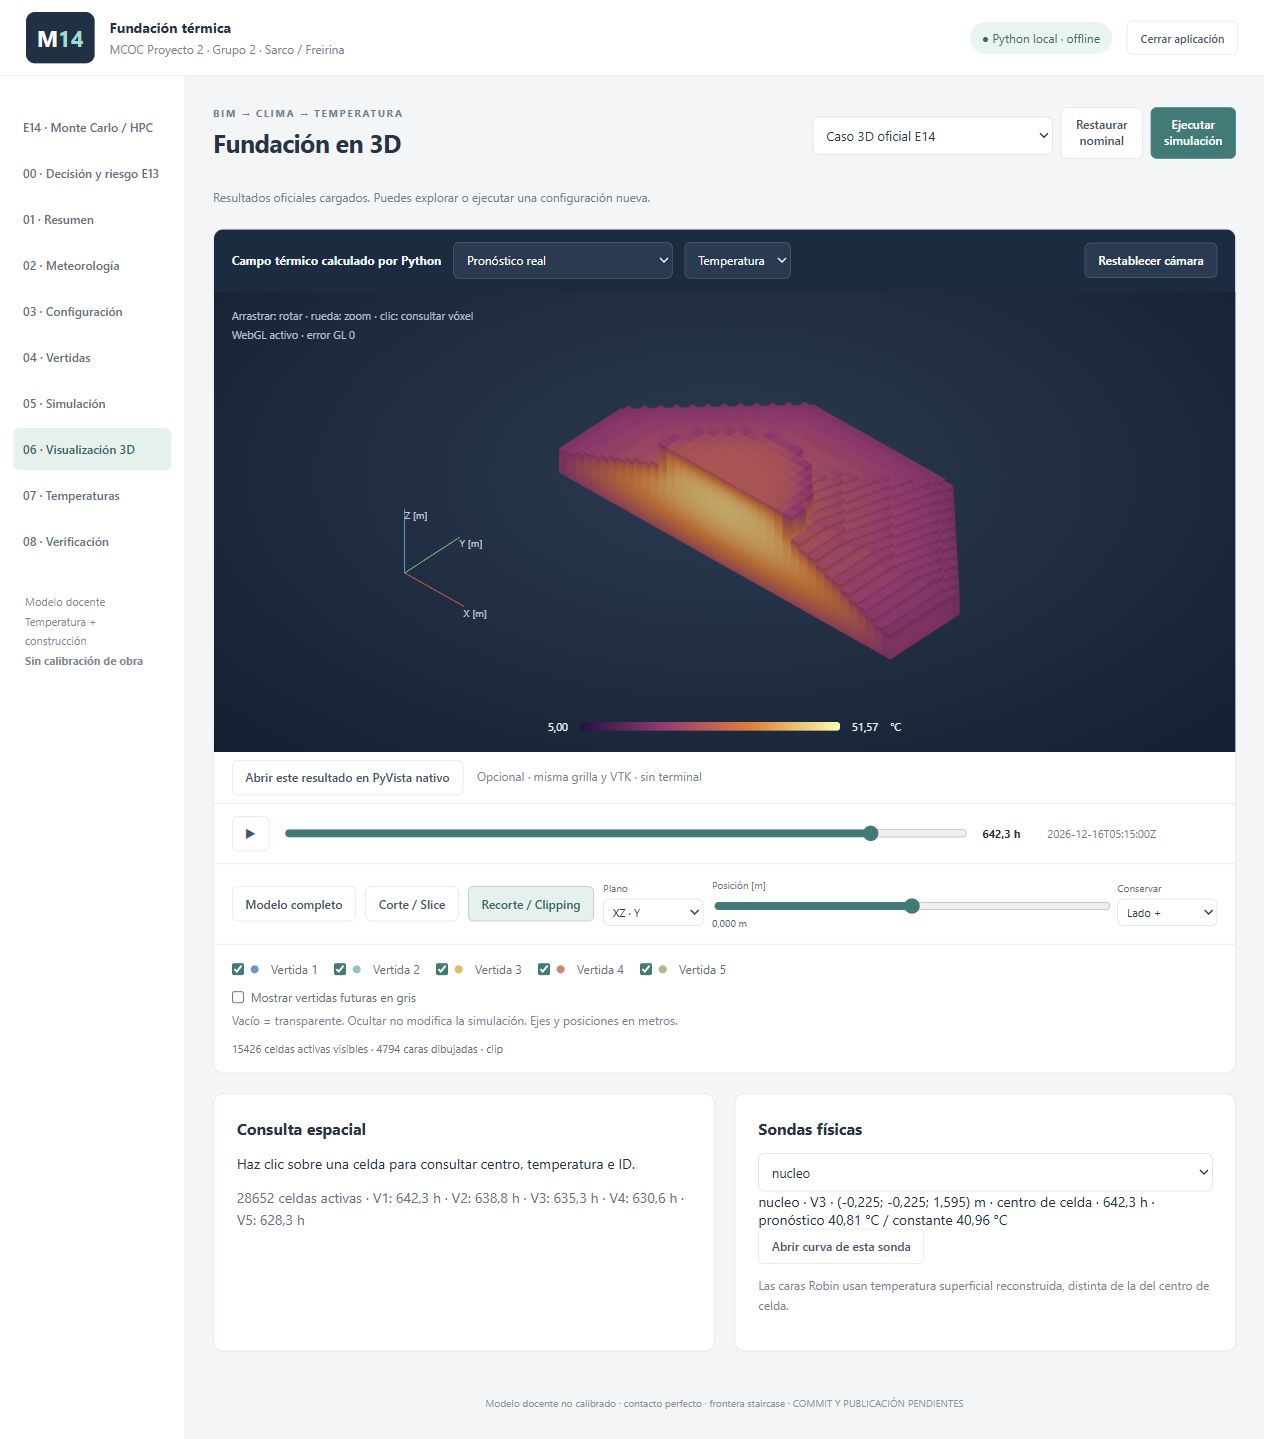 M14
Fundación térmica
MCOC Proyecto 2 · Grupo 2 · Sarco / Freirina
● Python local · offline
Cerrar aplicación
E14 · Monte Carlo / HPC
00 · Decisión y riesgo E13
01 · Resumen
02 · Meteorología
03 · Configuración
04 · Vertidas
05 · Simulación
06 · Visualización 3D
07 · Temperaturas
08 · Verificación
Modelo docente
Temperatura +
construcción
Sin calibración de obra
BIM → CLIMA → TEMPERATURA
Fundación en 3D
Caso 3D oficial E14
Restaurar
nominal
Ejecutar
simulación
Resultados oficiales cargados. Puedes explorar o ejecutar una configuración nueva.
Campo térmico calculado por Python
Pronóstico real
Temperatura
Restablecer cámara
Arrastrar: rotar · rueda: zoom · clic: consultar vóxel
WebGL activo · error GL 0
Z [m]
Y [m]
X [m]
5,00
51,57
°C
Abrir este resultado en PyVista nativo
Opcional · misma grilla y VTK · sin terminal
642,3 h
2026-12-16T05:15:00Z
Modelo completo
Corte / Slice
Recorte / Clipping
Plano
XZ · Y
Posición [m]
0,000 m
Conservar
Lado +
Vertida 1
Vertida 2
Vertida 3
Vertida 4
Vertida 5
Mostrar vertidas futuras en gris
Vacío = transparente. Ocultar no modifica la simulación. Ejes y posiciones en metros.
15426 celdas activas visibles · 4794 caras dibujadas · clip
Consulta espacial
Haz clic sobre una celda para consultar centro, temperatura e ID.
28652 celdas activas · V1: 642,3 h · V2: 638,8 h · V3: 635,3 h · V4: 630,6 h ·
V5: 628,3 h
Sondas físicas
nucleo
nucleo · V3 · (-0,225; -0,225; 1,595) m · centro de celda · 642,3 h ·
pronóstico 40,81 °C / constante 40,96 °C
Abrir curva de esta sonda
Las caras Robin usan temperatura superficial reconstruida, distinta de la del centro de
celda.
Modelo docente no calibrado · contacto perfecto · frontera staircase · COMMIT Y PUBLICACIÓN PENDIENTES